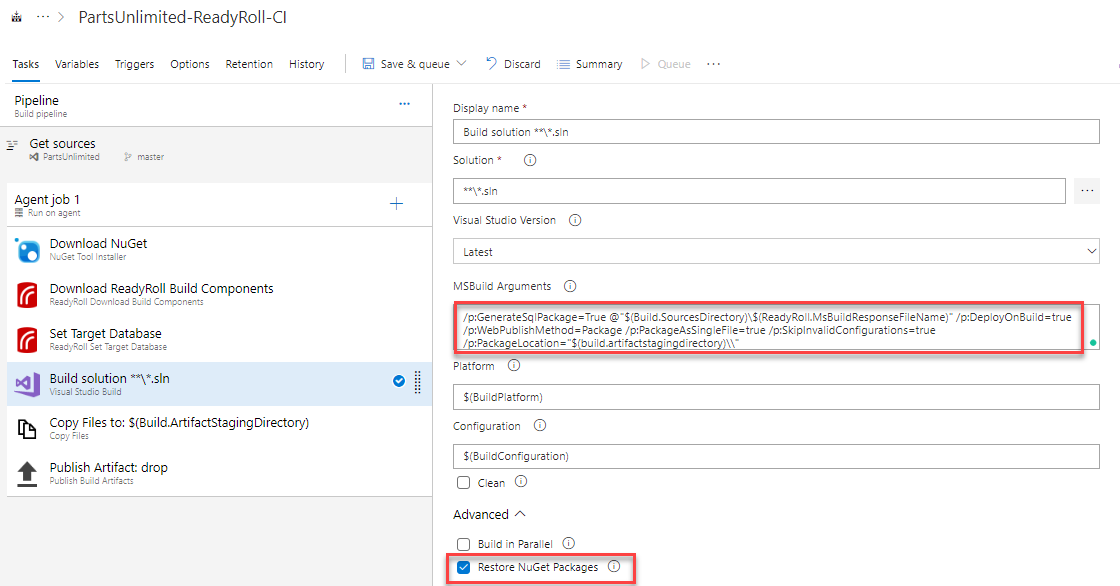 PartsUnlimited-ReadyRoll-CI
Tasks Variables Triggers Options Retention History Save & queue Discard Summary Queue
Pipeline
Build pipeline
Get sources
PartsUnlimited master
Agent job 1
Run on agent
Download NuGet
NuGet Tool Installer
Download ReadyRoll Build Components
ReadyRoll Download Build Components
Set Target Database
ReadyRoll Set Target Database
Build solution **\*.sln
Visual Studio Build
Copy Files to: $(Build.ArtifactStagingDirectory)
Copy Files
Publish Artifact: drop
Publish Build Artifacts
Display name *
Build solution **\*.sln
Solution *
**\*.sln
Visual Studio Version
Latest
MSBuild Arguments
/p:GenerateSqlPackage=True @"$(Build.SourcesDirectory)\$(ReadyRoll.MsBuildResponseFileName)" /p:DeployOnBuild=true
/p:WebPublishMethod=Package /p:PackageAsSingleFile=true /p:SkipInvalidConfigurations=true
/p:PackageLocation="$(build.artifactstagingdirectory)\\"
Platform
$(BuildPlatform)
Configuration
$(BuildConfiguration)
Clean
Advanced
Build in Parallel
Restore NuGet Packages